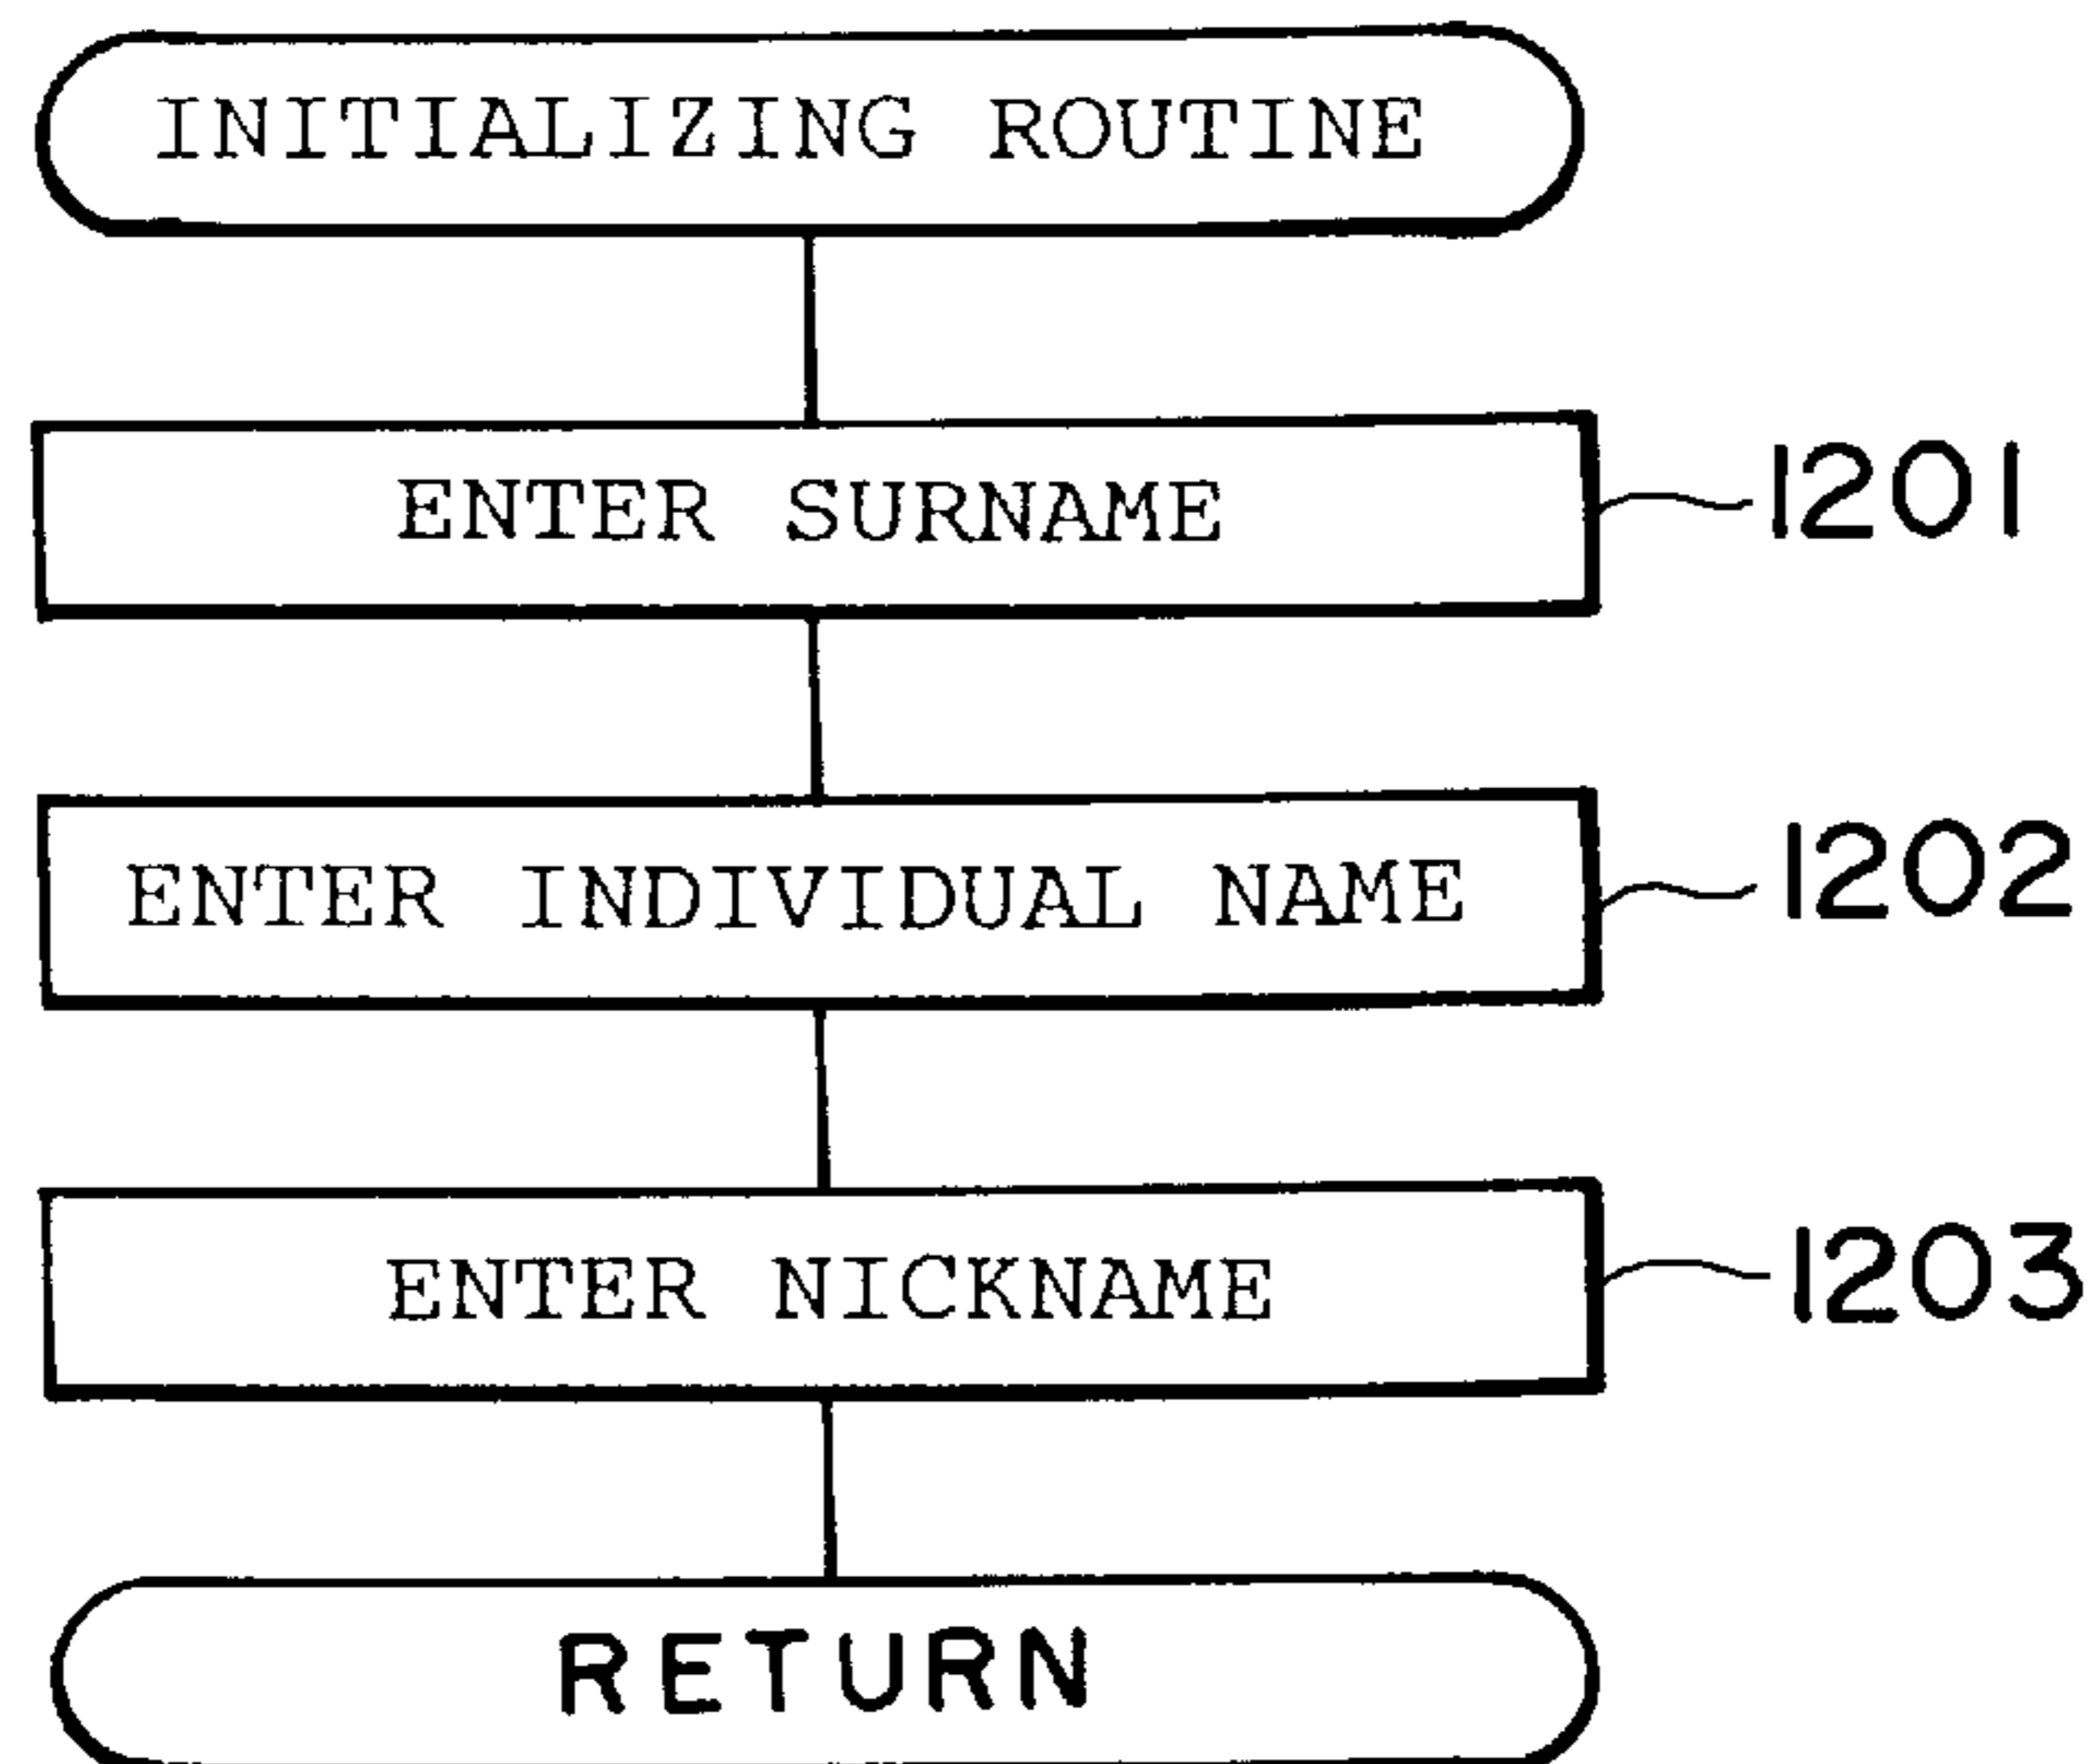 INITIALIZING ROUTINE
ENTER SURNAME
1201
ENTER INDIVIDUAL NAME
1202
ENTER NICKNAME
1203
RETURN